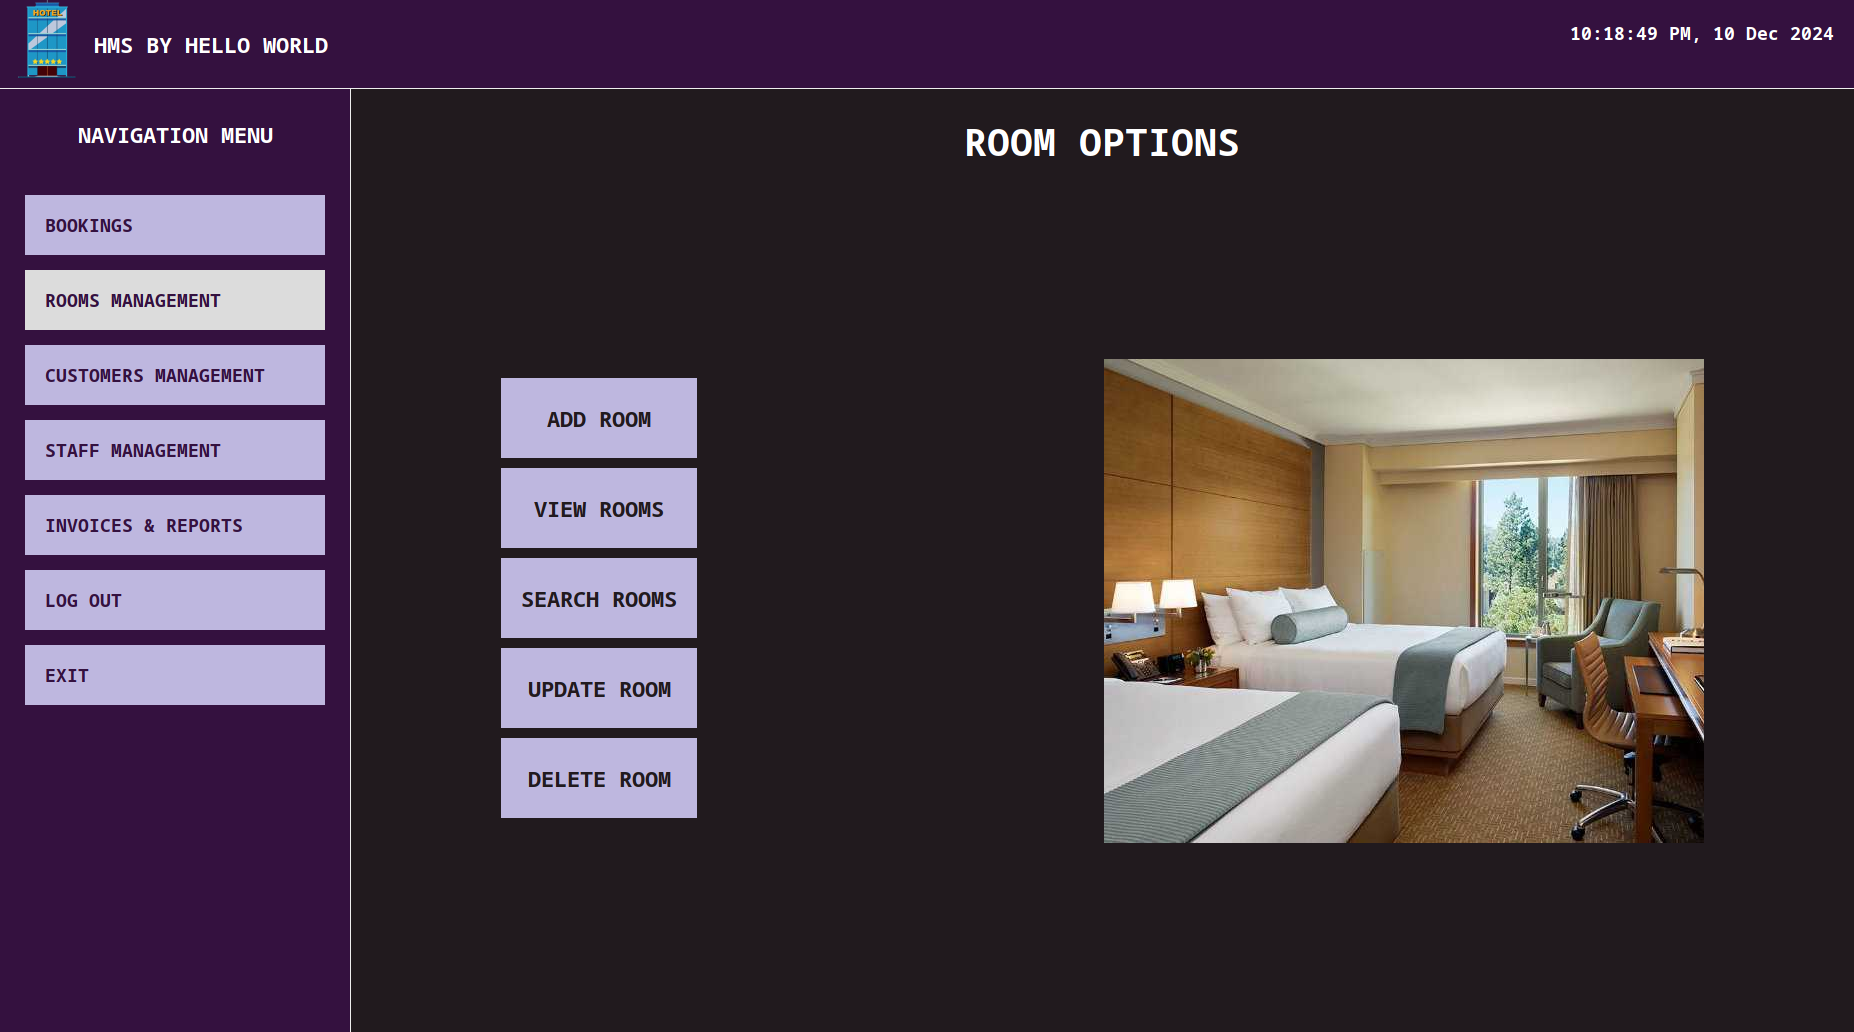 HOTEL
HMS BY HELLO WORLD
10:18:49 PM, 10 Dec 2024
NAVIGATION MENU
BOOKINGS
ROOMS MANAGEMENT
CUSTOMERS MANAGEMENT
STAFF MANAGEMENT
INVOICES & REPORTS
LOG OUT
EXIT
ROOM OPTIONS
ADD ROOM
VIEW ROOMS
SEARCH ROOMS
UPDATE ROOM
DELETE ROOM